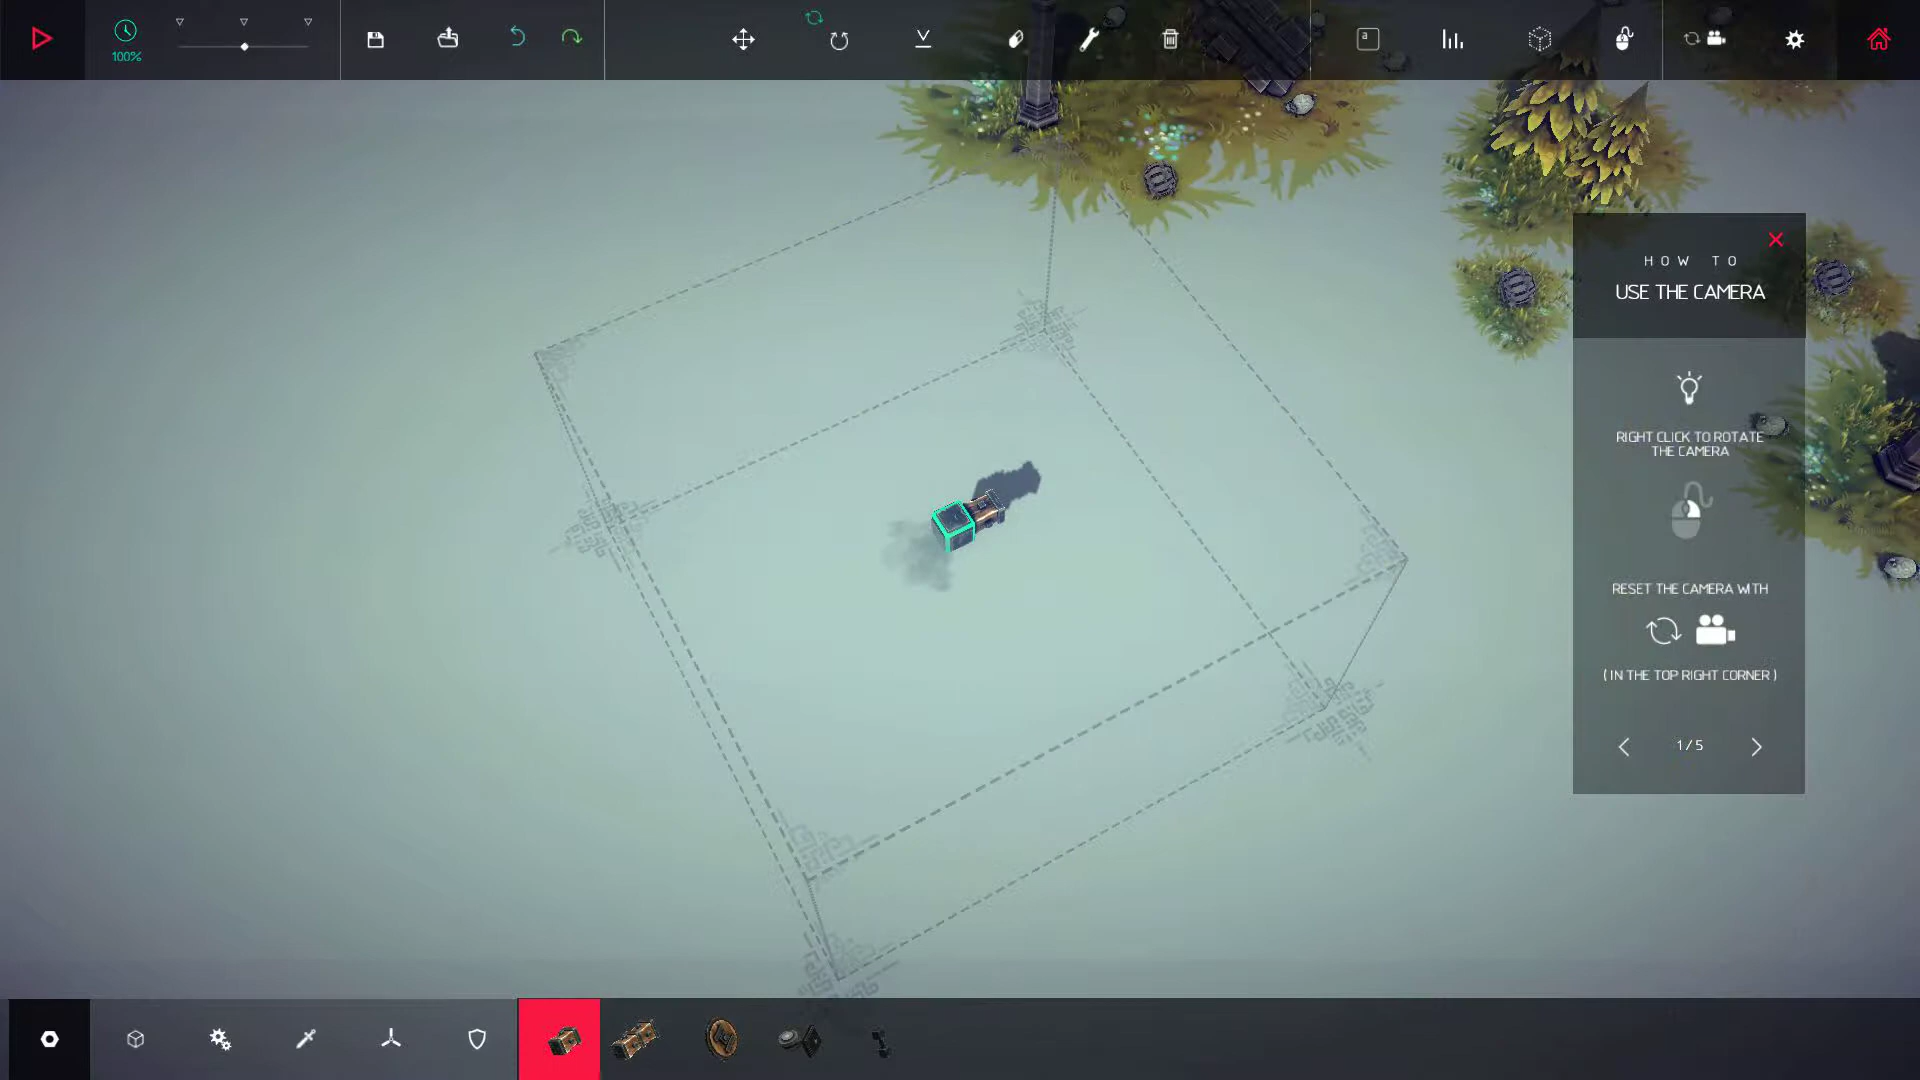 100%
a
HOW TO
USE THE CAMERA
RIGHT CLICK TO ROTATE
THE CAMERA
RESET THE CAMERA WITH
( IN THE TOP RIGHT CORNER )
1/5